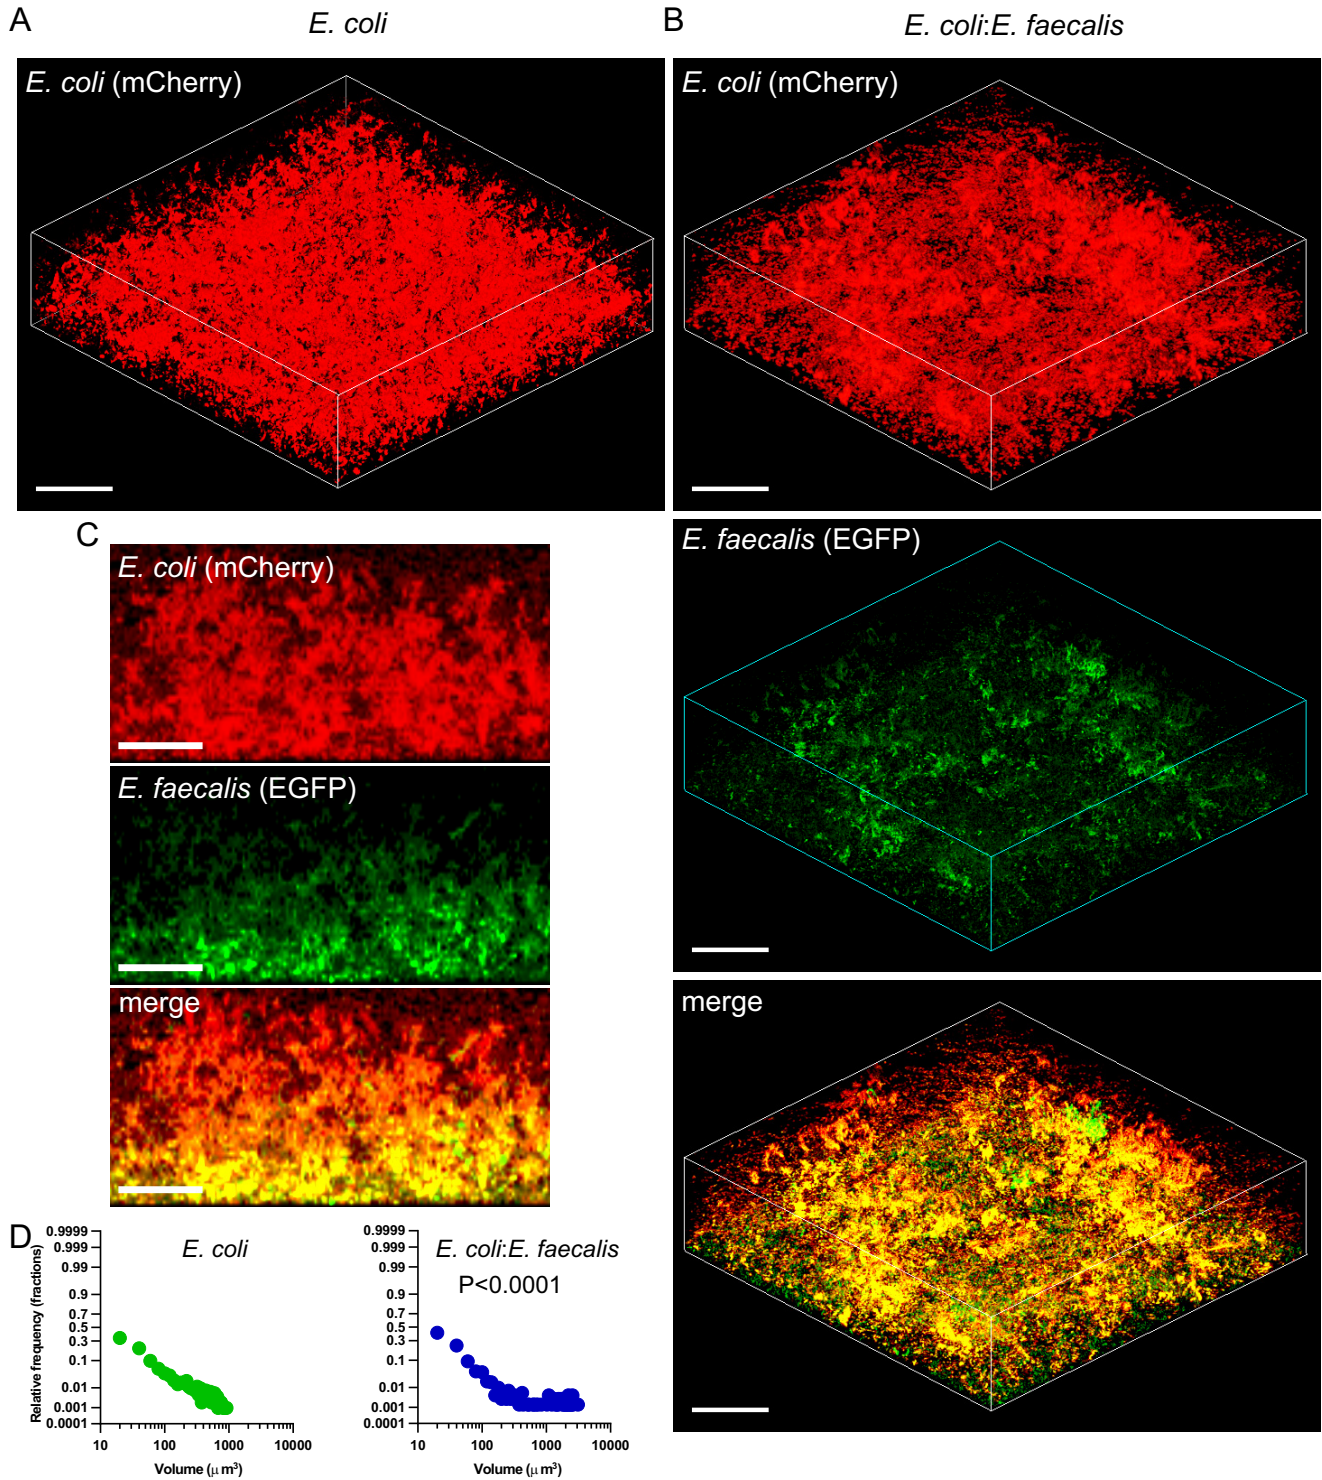 A
E. coli
E. coli (mCherry)
B
E. coli:E. faecalis
E. coli (mCherry)
E. faecalis (EGFP)
merge
C
E. coli (mCherry)
E. faecalis (EGFP)
merge
D
E. coli
Relative frequency (fractions)
0.9999
0.999
0.99
0.9
0.7
0.5
0.3
0.1
0.01
0.001
0.0001
10
100
1000
10000
Volume (μm³)
E. coli:E. faecalis
P<0.0001
0.9999
0.999
0.99
0.9
0.7
0.5
0.3
0.1
0.01
0.001
0.0001
10
100
1000
10000
Volume (μm³)